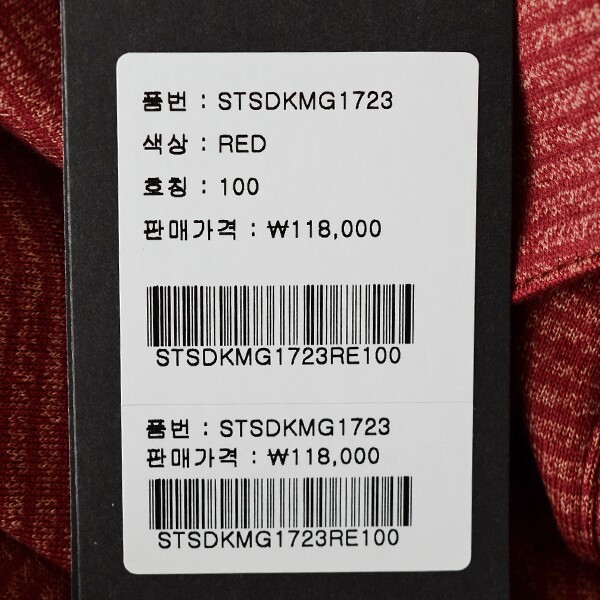 품번 : STSDKMG1723
색상 : RED
호칭 : 100
판매가격 : ₩118,000
STSDKMG1723RE100
품번 : STSDKMG1723
판매가격 : ₩118,000
STSDKMG1723RE100